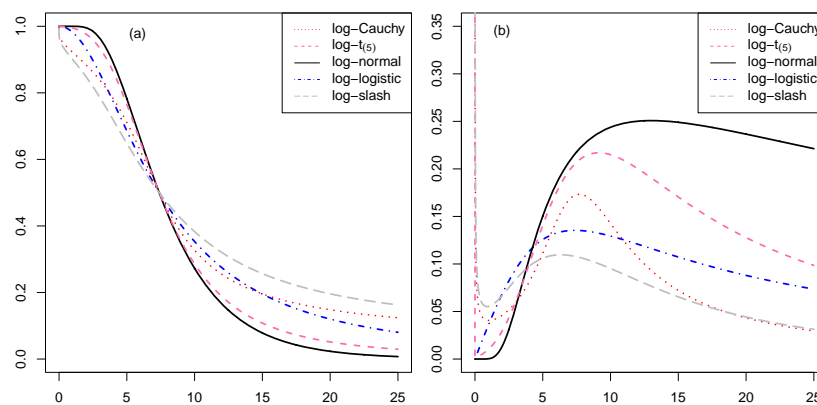 (a)
log-Cauchy
log-t(5)
log-normal
log-logistic
log-slash
1.0
0.8
0.6
0.4
0.2
0.0
0 5 10 15 20 25
(b)
log-Cauchy
log-t(5)
log-normal
log-logistic
log-slash
0.35
0.30
0.25
0.20
0.15
0.10
0.05
0.00
0 5 10 15 20 25